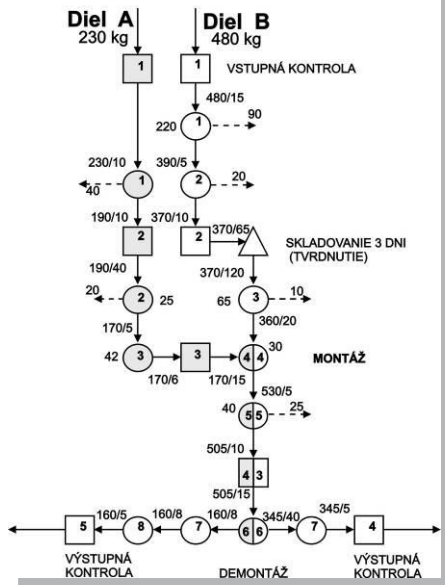 Diel A Diel B
230 kg 480 kg
1 1 VSTUPNÁ KONTROLA
480/15
220 1 90
230/10 390/5
40 1 2 20
190/10 370/10
2 2 370/65 SKLADOVANIE 3 DNI
(TVRDNUTIE)
190/40 370/120
20 2 25 65 3 10
170/5 360/20
42 3 3 4 4 30 MONTÁŽ
170/6 170/15
530/5
40 5 5 25
505/10
4 3
505/15
160/5 160/8 160/8 345/40 345/5
5 8 7 6 6 7 4
VÝSTUPNÁ DEMONTÁŽ VÝSTUPNÁ
KONTROLA KONTROLA